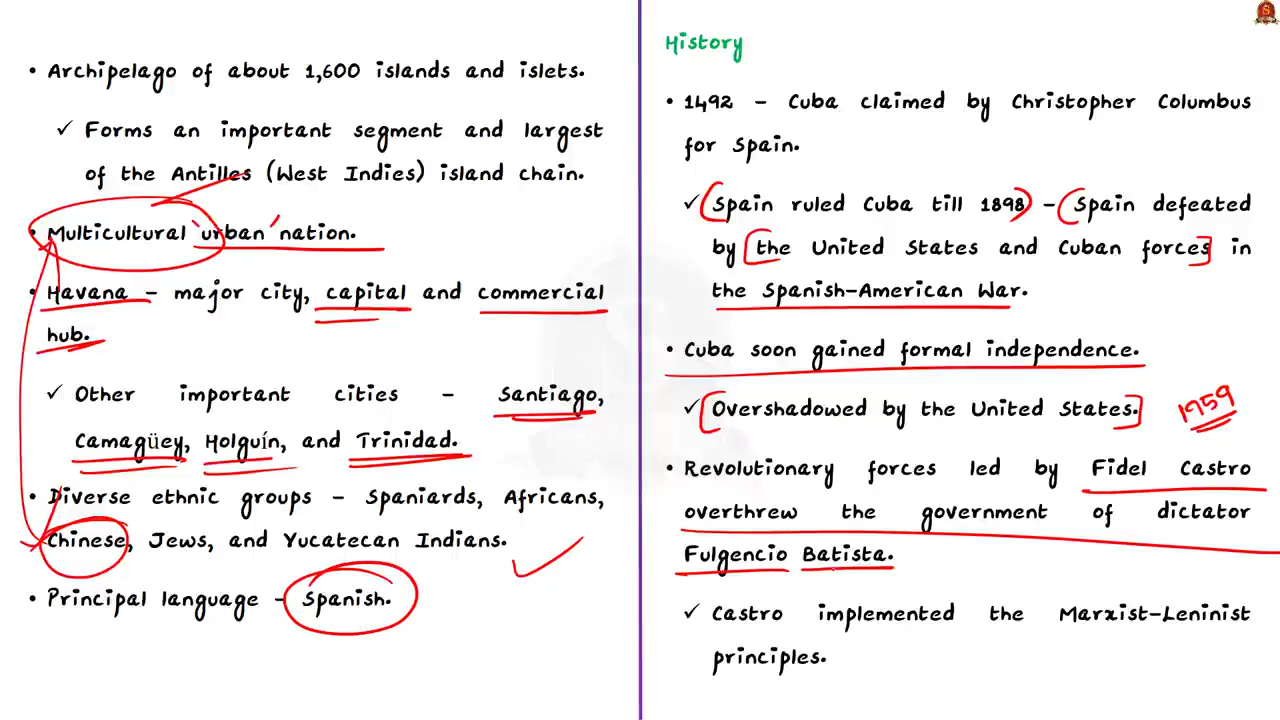 • Archipelago of about 1,600 islands and islets.
✓ Forms an important segment and largest
of the Antilles (West Indies) island chain.
• Multicultural 'urban' nation.
• Havana – major city, capital and commercial
hub.
✓ Other important cities – Santiago,
Camagüey, Holguín, and Trinidad.
• Diverse ethnic groups – Spaniards, Africans,
Chinese, Jews, and Yucatecan Indians.
• Principal language – Spanish.
History
• 1492 – Cuba claimed by Christopher Columbus
for Spain.
✓ Spain ruled Cuba till 1898 – Spain defeated
by the United States and Cuban forces in
the Spanish-American War.
• Cuba soon gained formal independence.
✓ Overshadowed by the United States.
1959
• Revolutionary forces led by Fidel Castro
overthrew the government of dictator
Fulgencio Batista.
✓ Castro implemented the Marxist-Leninist
principles.